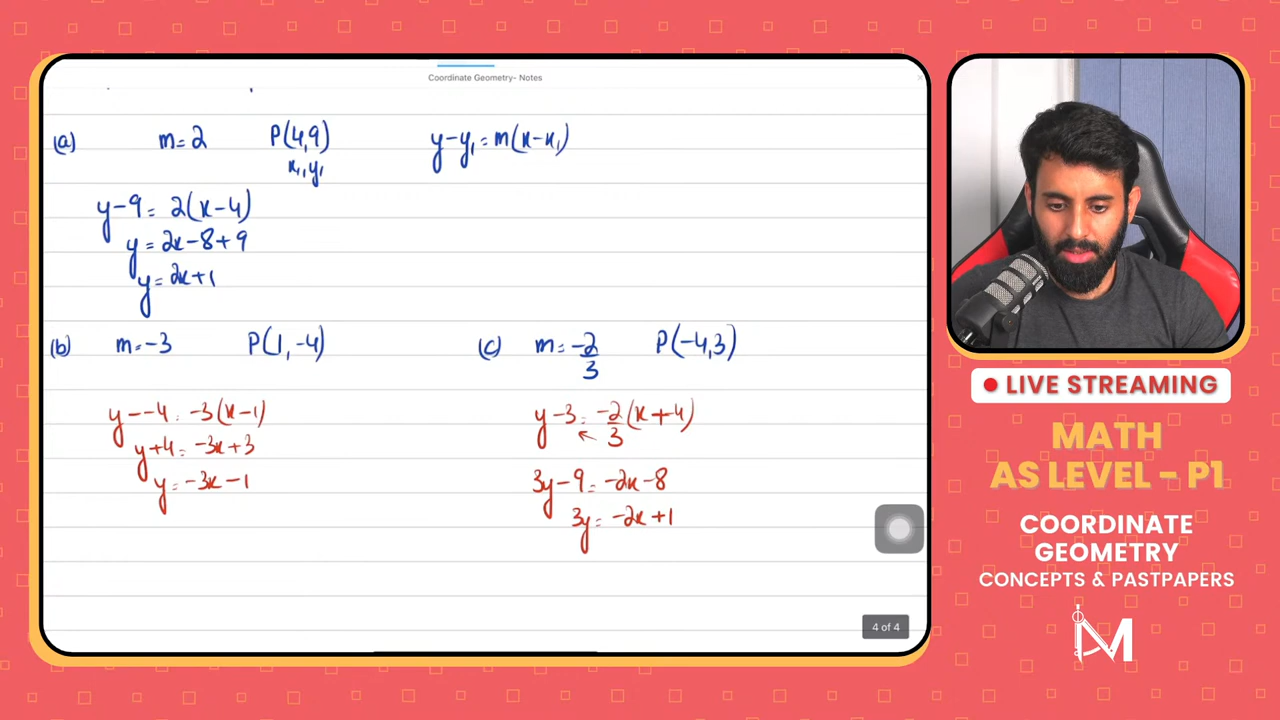 Coordinate Geometry- Notes
(a) m=2 P(4,9) y-y₁=m(x-x₁)
x₁,y₁
y-9=2(x-4)
y=2x-8+9
y=2x+1
(b) m=-3 P(1,-4)
y--4=-3(x-1)
y+4=-3x+3
y=-3x-1
(c) m=-2/3 P(-4,3)
y-3=-2/3(x+4)
3y-9=-2x-8
3y=-2x+1
4 of 4
LIVE STREAMING
MATH
AS LEVEL - P1
COORDINATE
GEOMETRY
CONCEPTS & PASTPAPERS
M